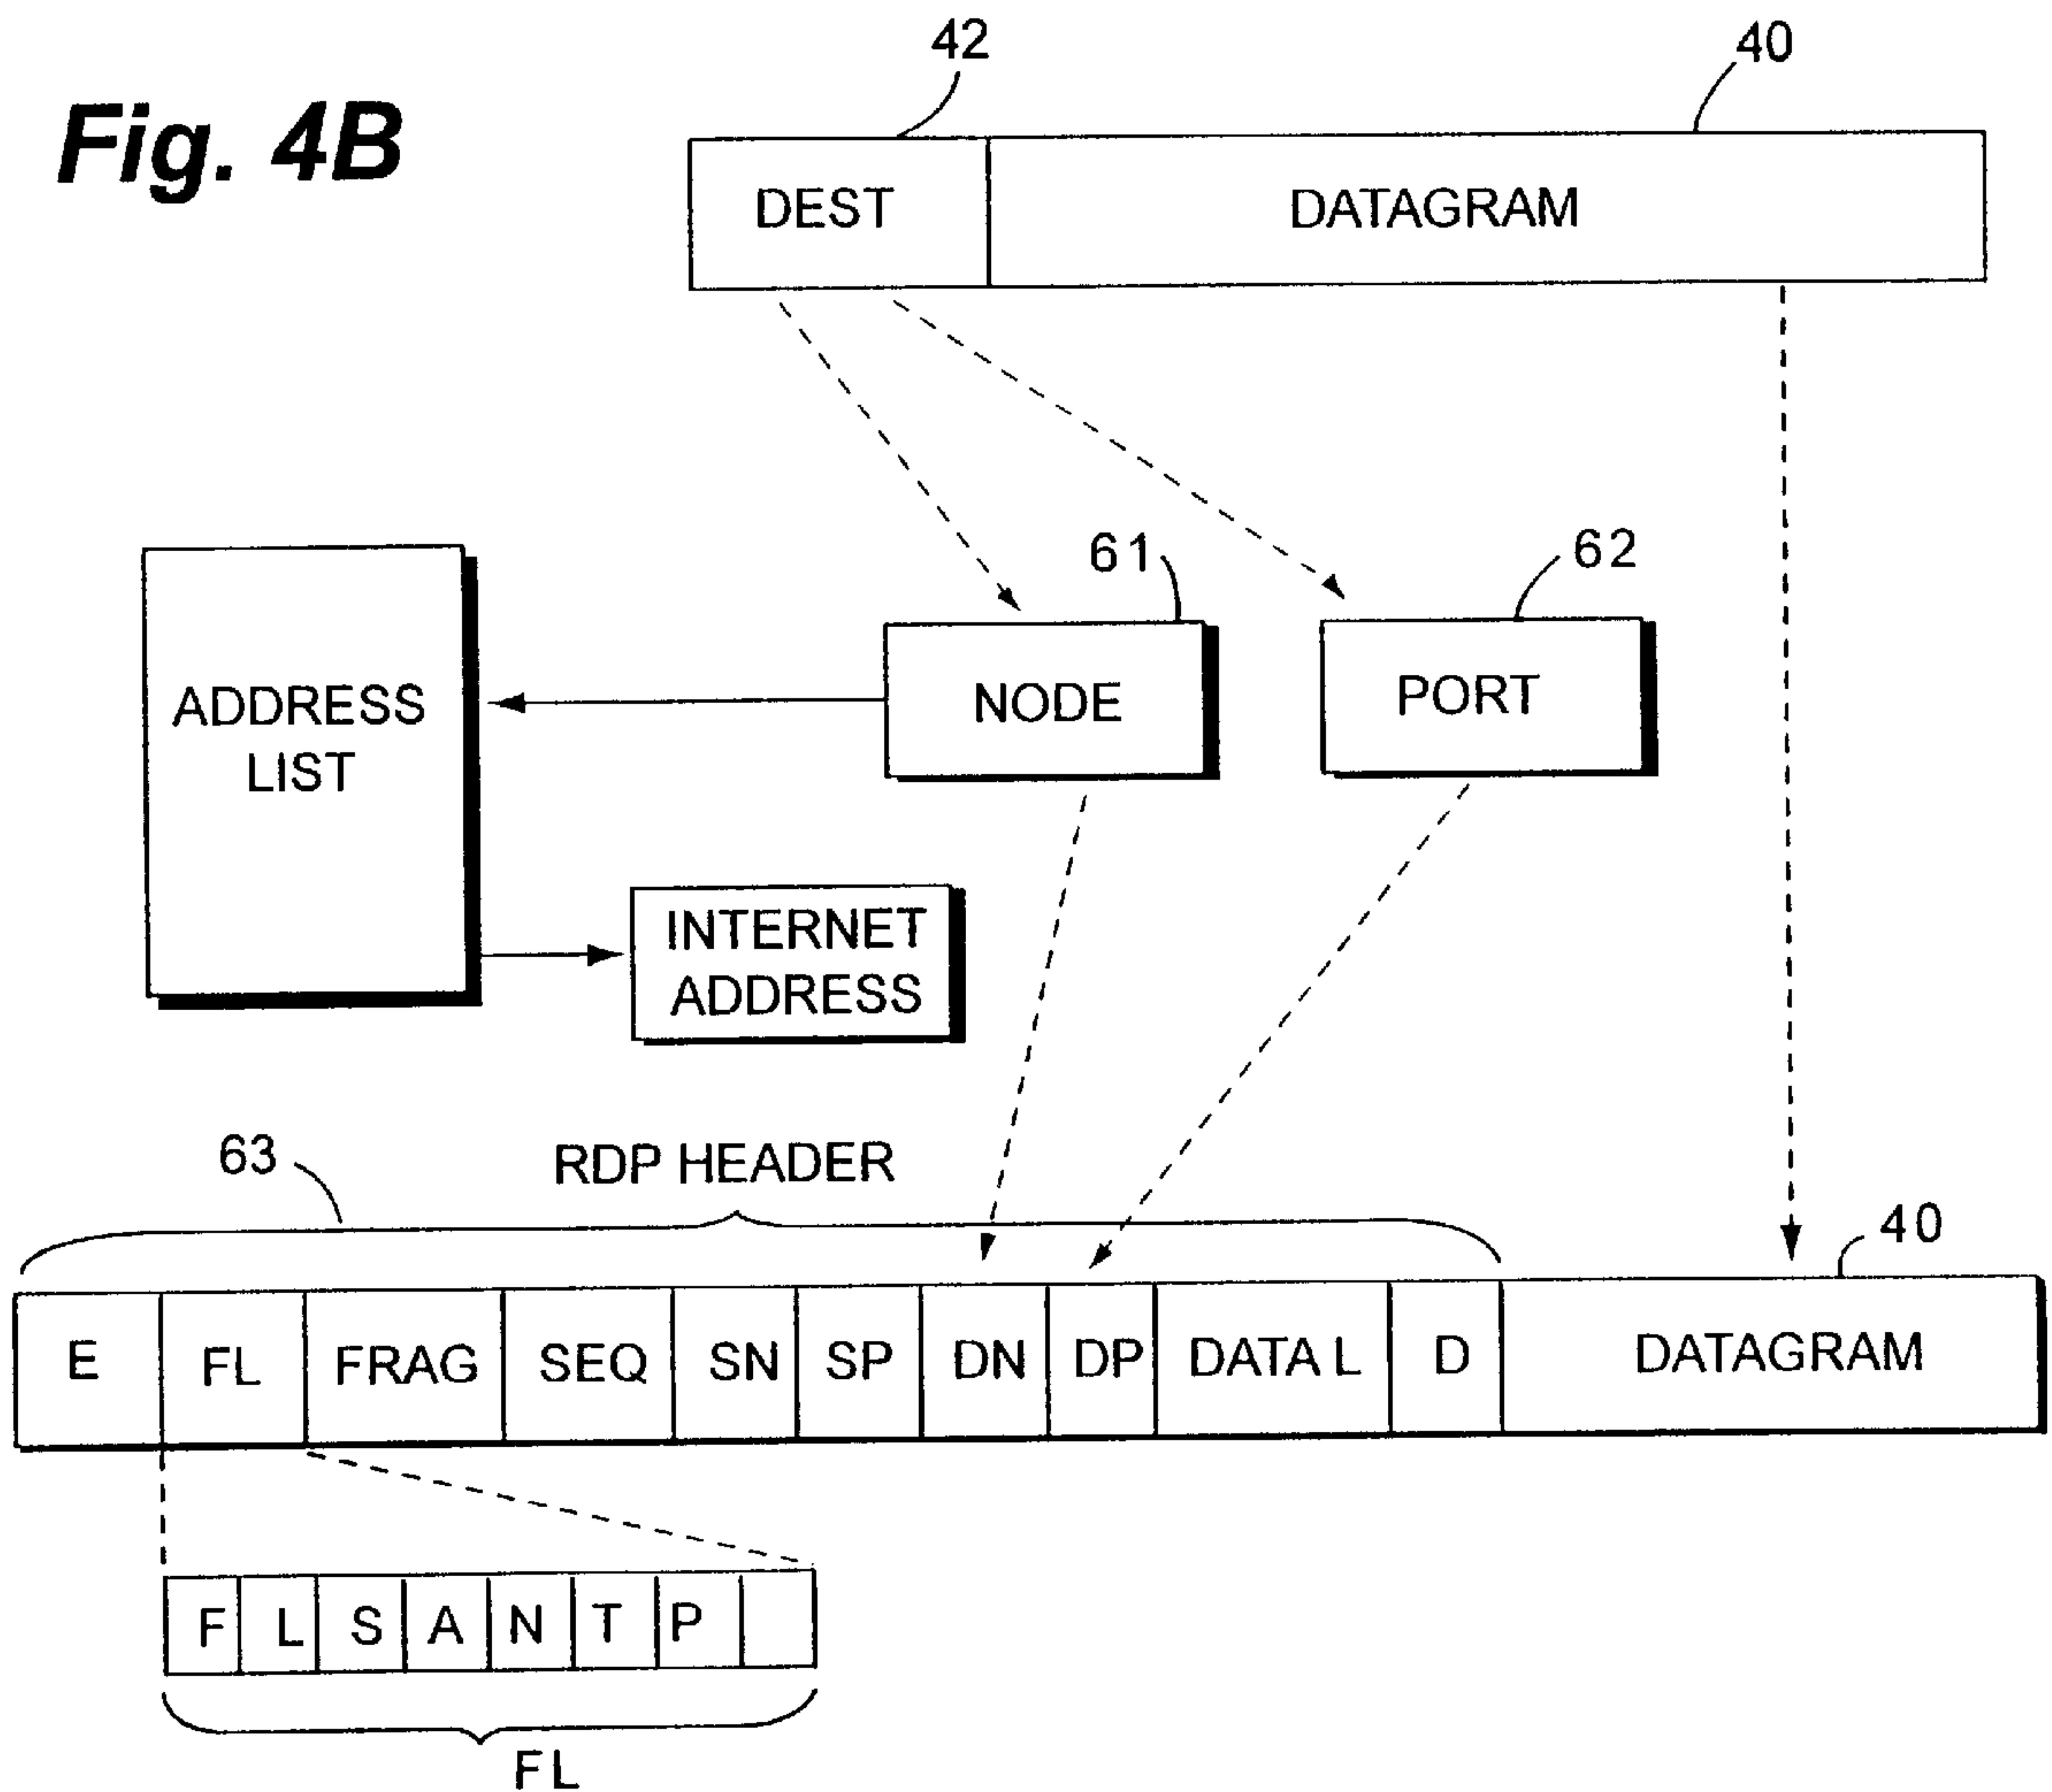 42
40
Fig. 4B
DEST
DATAGRAM
61
62
ADDRESS
LIST
NODE
PORT
INTERNET
ADDRESS
63
RDP HEADER
40
E FL FRAG SEQ SN SP DN DP DATA L D DATAGRAM
F L S A N T P
FL